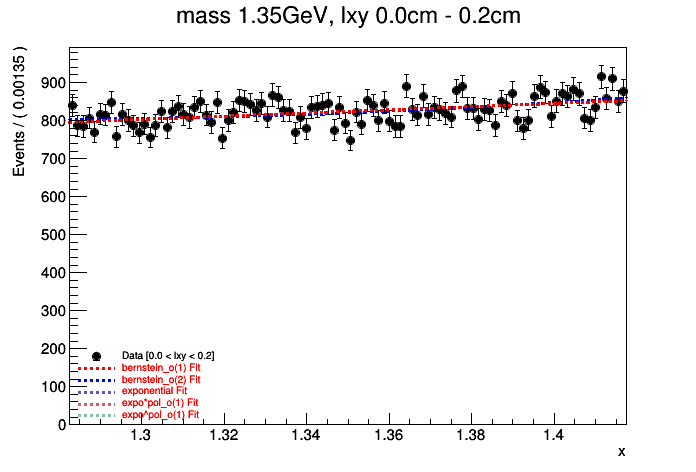 mass 1.35GeV, lxy 0.0cm - 0.2cm
Events / ( 0.00135 )
900
800
700
600
500
400
300
200
100
0
Data [0.0 < lxy < 0.2]
bernstein_o(1) Fit
bernstein_o(2) Fit
exponential Fit
expo*pol_o(1) Fit
expo^pol_o(1) Fit
1.3 1.32 1.34 1.36 1.38 1.4
x